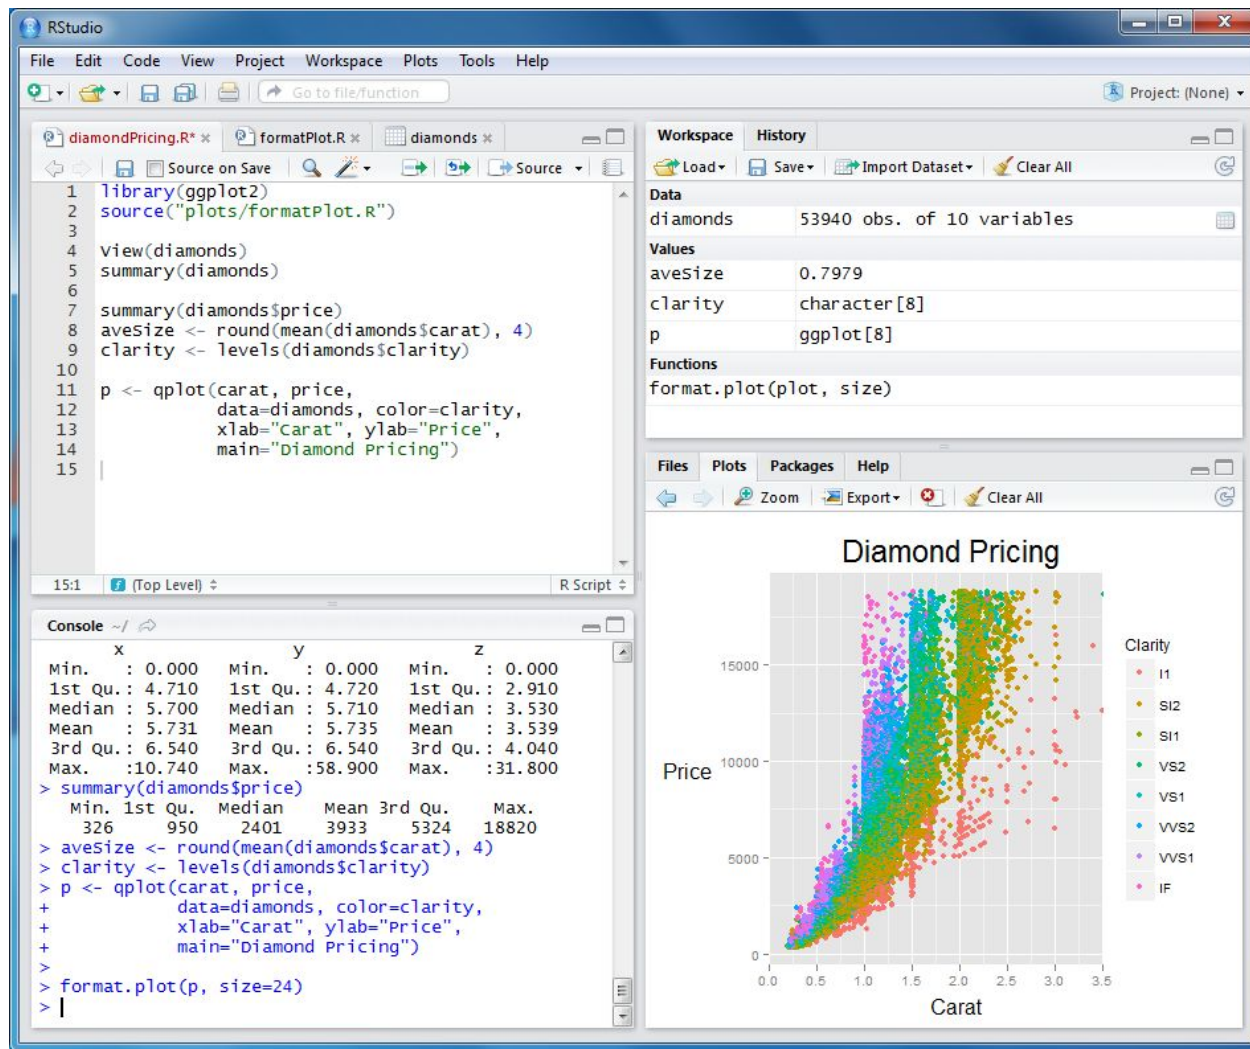 RStudio
File Edit Code View Project Workspace Plots Tools Help
Go to file/function
Project: (None)
diamondPricing.R* formatPlot.R diamonds
Source on Save Source
1 library(ggplot2)
2 source("plots/formatPlot.R")
3
4 View(diamonds)
5 summary(diamonds)
6
7 summary(diamonds$price)
8 aveSize <- round(mean(diamonds$carat), 4)
9 clarity <- levels(diamonds$clarity)
10
11 p <- qplot(carat, price,
12 data=diamonds, color=clarity,
13 xlab="Carat", ylab="Price",
14 main="Diamond Pricing")
15
15:1 (Top Level) R Script
Console ~/
x y z
Min. : 0.000 Min. : 0.000 Min. : 0.000
1st Qu.: 4.710 1st Qu.: 4.720 1st Qu.: 2.910
Median : 5.700 Median : 5.710 Median : 3.530
Mean : 5.731 Mean : 5.735 Mean : 3.539
3rd Qu.: 6.540 3rd Qu.: 6.540 3rd Qu.: 4.040
Max. :10.740 Max. :58.900 Max. :31.800
> summary(diamonds$price)
Min. 1st Qu. Median Mean 3rd Qu. Max.
326 950 2401 3933 5324 18820
> aveSize <- round(mean(diamonds$carat), 4)
> clarity <- levels(diamonds$clarity)
> p <- qplot(carat, price,
+ data=diamonds, color=clarity,
+ xlab="Carat", ylab="Price",
+ main="Diamond Pricing")
>
> format.plot(p, size=24)
>
Workspace History
Load Save Import Dataset Clear All
Data
diamonds 53940 obs. of 10 variables
Values
aveSize 0.7979
clarity character[8]
p ggplot[8]
Functions
format.plot(plot, size)
Files Plots Packages Help
Zoom Export Clear All
Diamond Pricing
Price
15000
10000
5000
0
0.0 0.5 1.0 1.5 2.0 2.5 3.0 3.5
Carat
Clarity
I1
SI2
SI1
VS2
VS1
VVS2
VVS1
IF